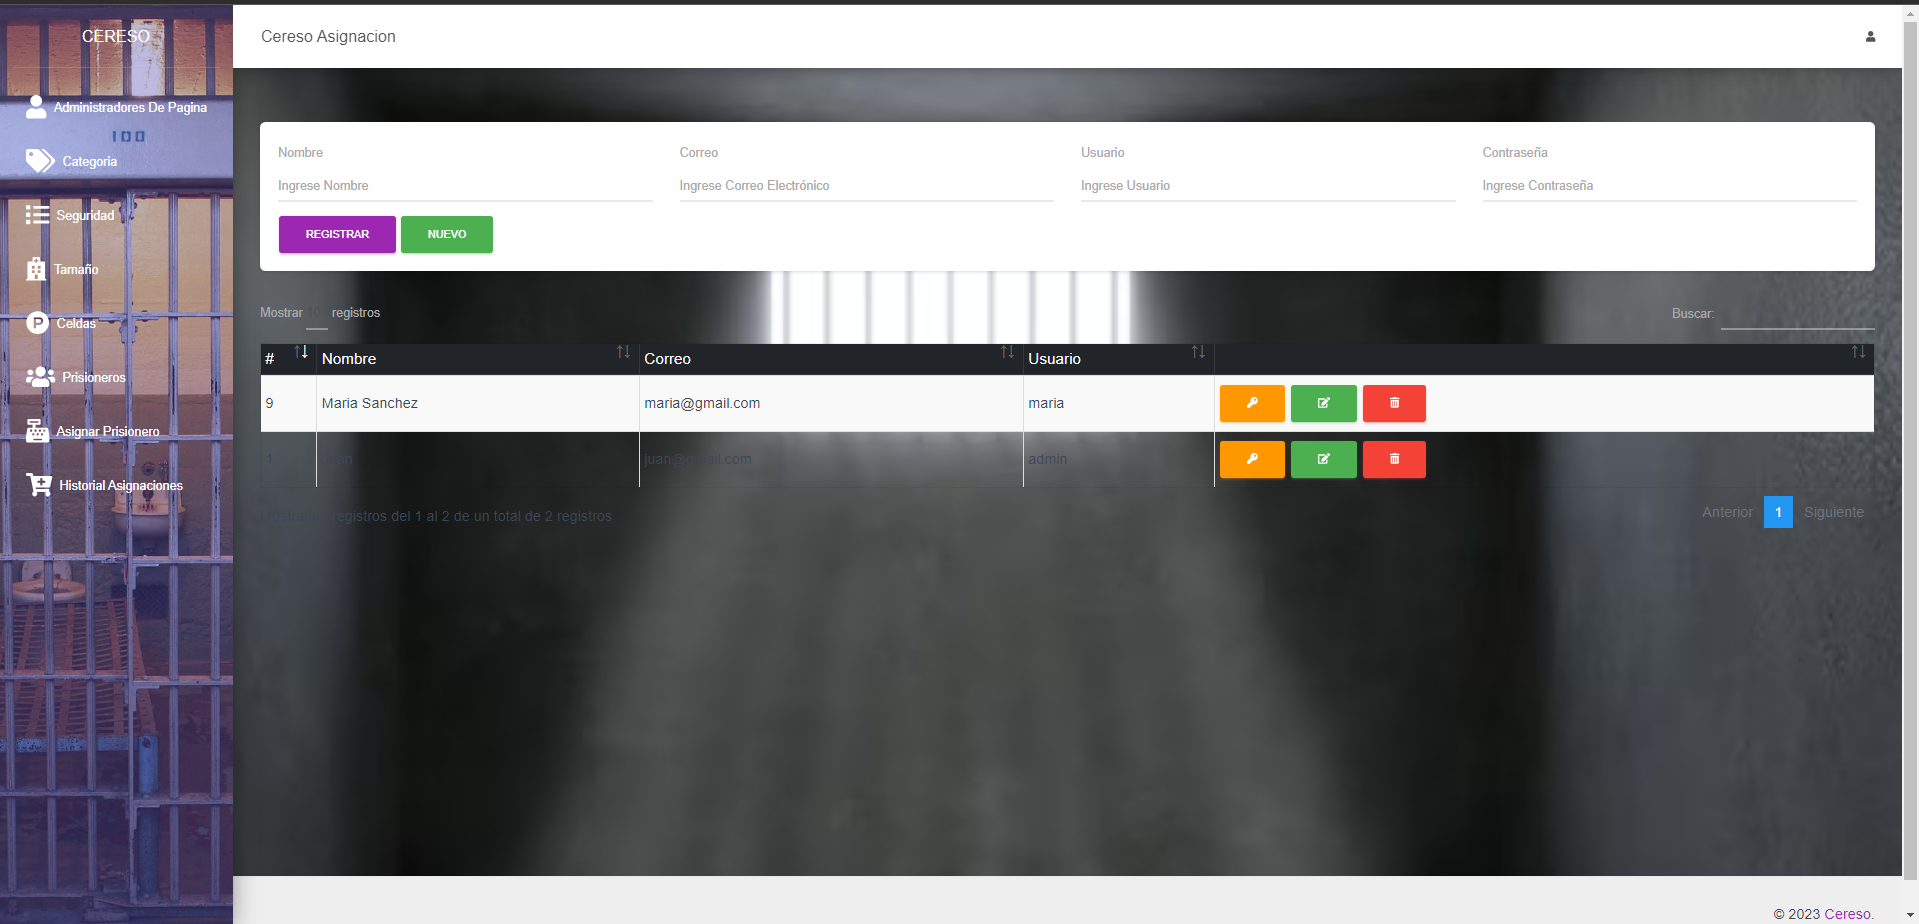 CERESO
Administradores De Pagina
100
Categoria
Seguridad
Tamaño
Celdas
Prisioneros
Asignar Prisionero
Historial Asignaciones
Cereso Asignacion
Nombre Correo Usuario Contraseña
Ingrese Nombre Ingrese Correo Electrónico Ingrese Usuario Ingrese Contraseña
REGISTRAR NUEVO
Mostrar 10 registros Buscar:
# Nombre Correo Usuario
9 Maria Sanchez maria@gmail.com maria
1 juan@gmail.com admin
registros del 1 al 2 de un total de 2 registros
Anterior 1 Siguiente
© 2023 Cereso.